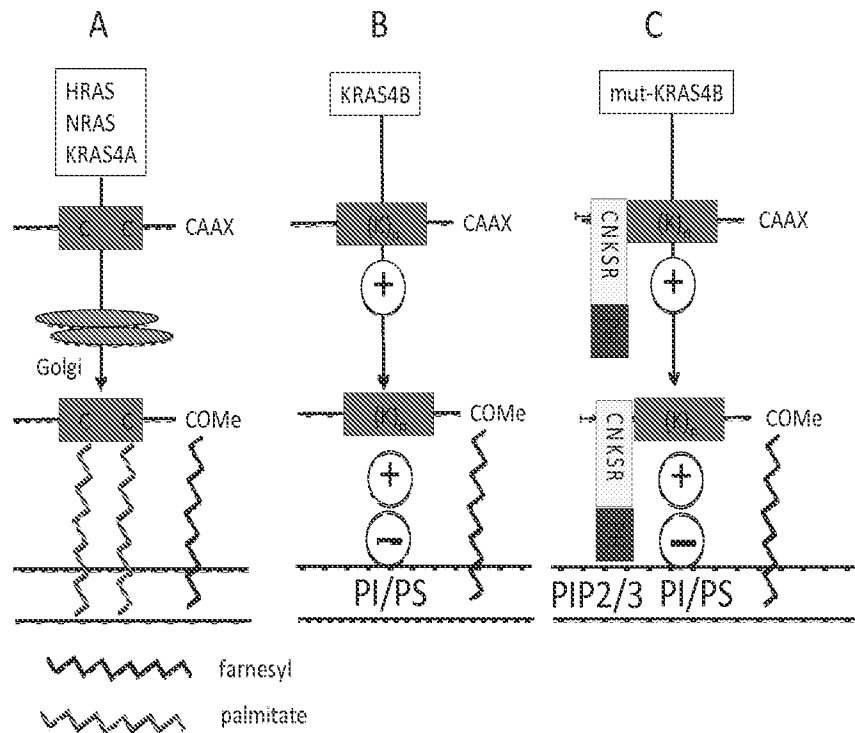 A
B
C
HRAS
NRAS
KRAS4A
KRAS4B
mut-KRAS4B
C C
CAAX
(K)n
CAAX
CNKSR
(K)n
CAAX
+
+
Golgi
C C
COMe
(K)n
COMe
CNKSR
(K)n
COMe
+
+
−
−
PI/PS
PIP2/3
PI/PS
farnesyl
palmitate